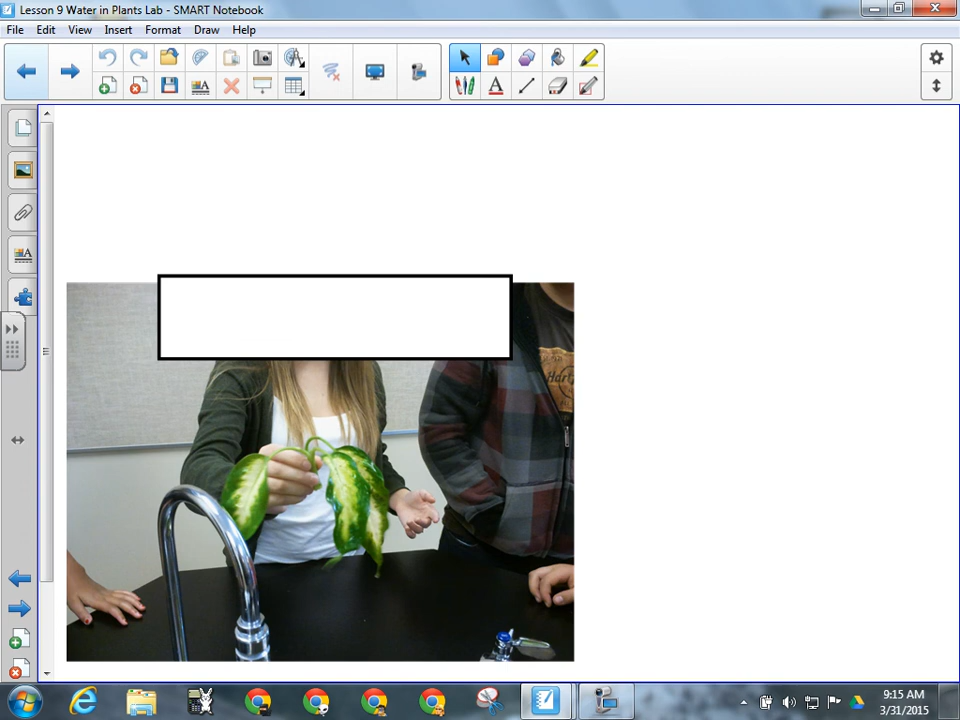 Lesson 9 Water in Plants Lab - SMART Notebook
File Edit View Insert Format Draw Help
9:15 AM
3/31/2015